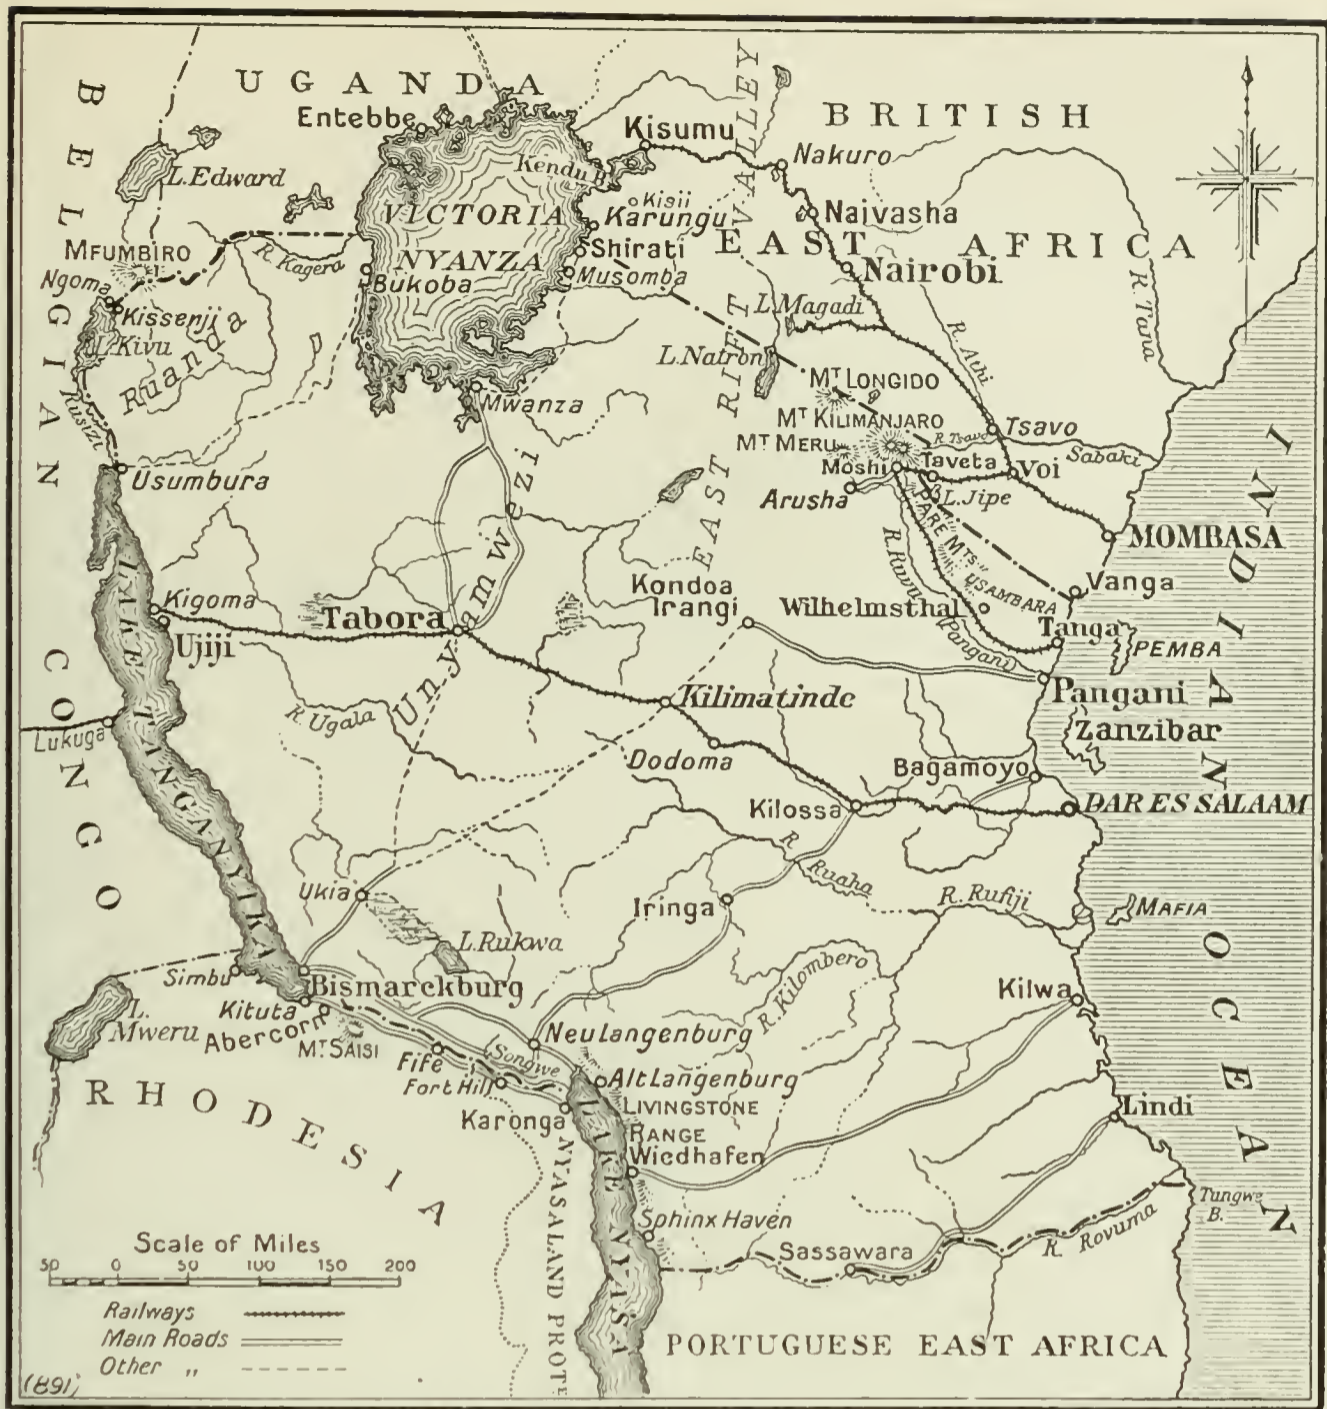 UGANDA
BELGIAN CONGO
Entebbe
Kisumu
BRITISH
EAST AFRICA
RIFT VALLEY
EAST
Nakuro
Kendu B.
L. Edward
Kisii
Karungu
VICTORIA
NYANZA
Naivasha
Shirati
Musomba
Nairobi
R. Kagera
Bukoba
MFUMBIRO
Ngoma
Kissenji
L. Kivu
Ruanda
Rusizi
R. Tana
R. Athi
L. Magadi
L. Natron
MT LONGIDO
MT KILIMANJARO
MT MERU
R. Tsavo
Tsavo
Sabaki
Mwanza
Moshi
Taveta
Voi
Arusha
L. Jipe
Usumbura
PARE MTS
R. Ruvu
(Pangani)
USAMBARA
MOMBASA
INDIAN OCEAN
Vanga
Unyamwezi
Kondoa
Irangi
Wilhelmsthal
Tanga
PEMBA
Kigoma
Ujiji
Tabora
LAKE TANGANYIKA
Pangani
Zanzibar
Kilimatinde
R. Ugala
Lukuga
Dodoma
Bagamoyo
Kilossa
DAR ES SALAAM
R. Ruaha
Ukia
Iringa
R. Rufiji
MAFIA
L. Rukwa
Simbu
Bismarckburg
Kituta
Abercorn
R. Kilombero
Kilwa
L.
Mweru
MT SAISI
Neu Langenburg
Fife
(Songwe
Fort Hill
Alt Langenburg
RHODESIA
Karonga
LIVINGSTONE
RANGE
Lindi
Wiedhafen
LAKE NYASA
NYASALAND PROTE
Sphinx Haven
Tungwe
B.
Sassawara
R. Rovuma
Scale of Miles
50 0 50 100 150 200
Railways
Main Roads
Other „
PORTUGUESE EAST AFRICA
(891)